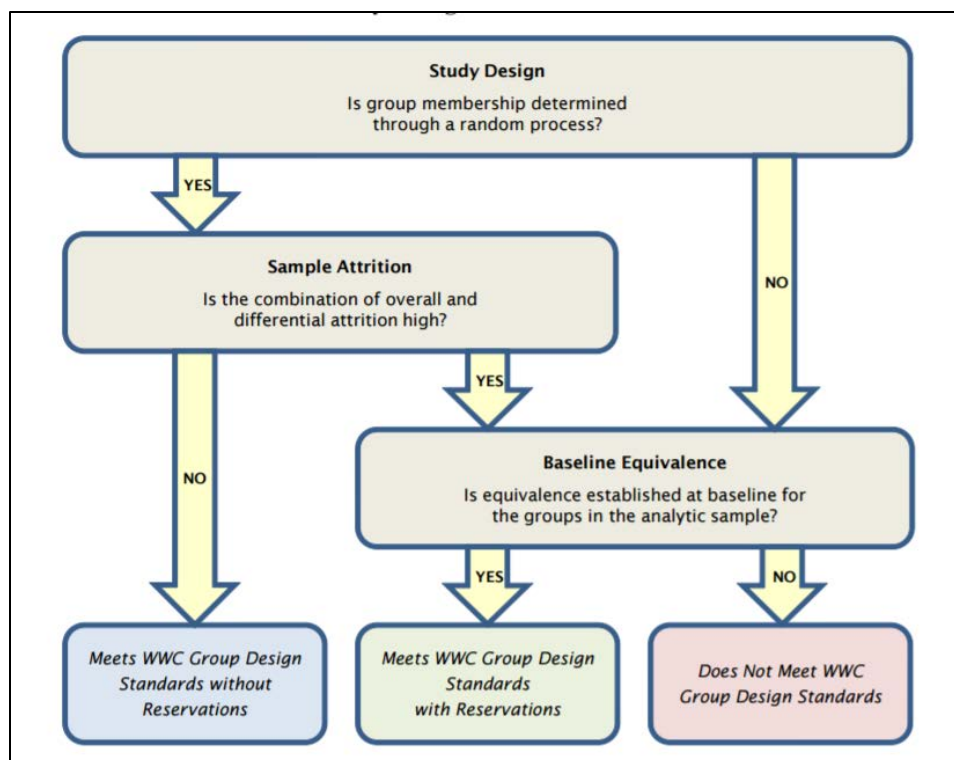 Study Design
Is group membership determined
through a random process?
YES
Sample Attrition
Is the combination of overall and
differential attrition high?
NO
YES
Baseline Equivalence
Is equivalence established at baseline for
the groups in the analytic sample?
NO
YES
NO
Meets WWC Group Design
Standards without
Reservations
Meets WWC Group Design
Standards
with Reservations
Does Not Meet WWC
Group Design Standards